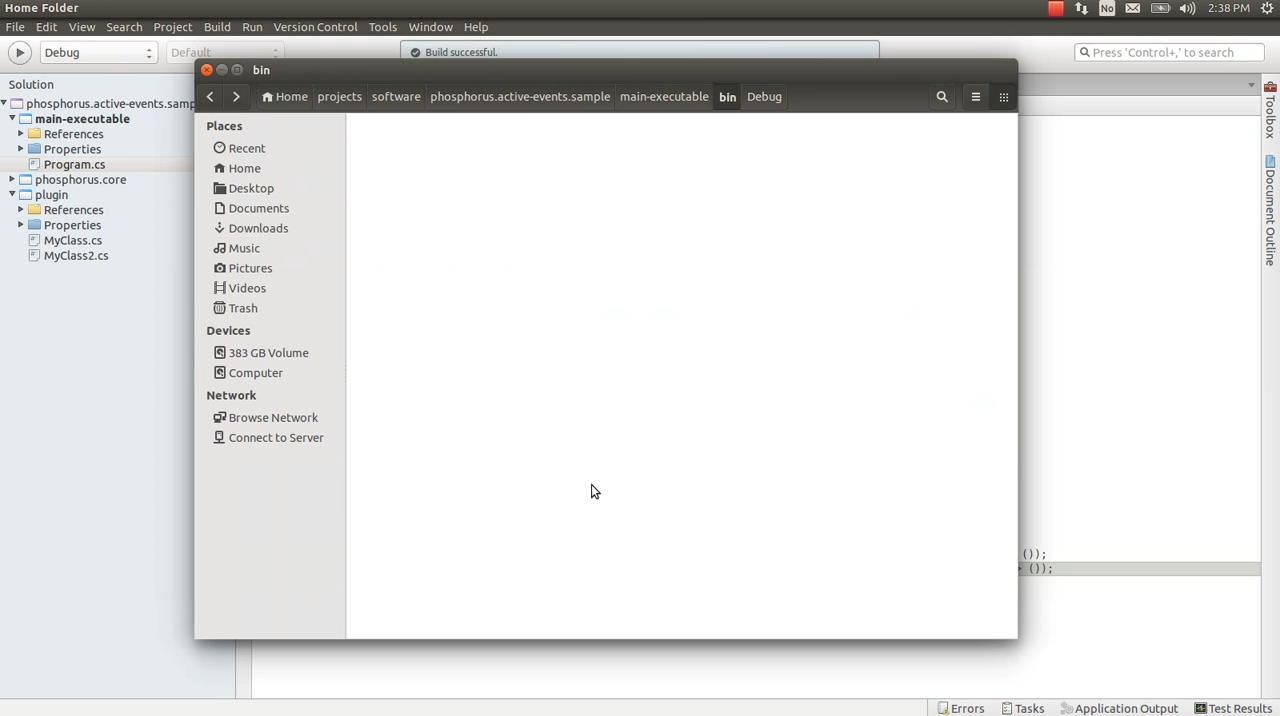 Home Folder
No
2:38 PM
File Edit View Search Project Build Run Version Control Tools Window Help
Debug
Default
Build successful.
Press 'Control+,' to search
bin
Home projects software phosphorus.active-events.sample main-executable bin Debug
Solution
phosphorus.active-events.samp
main-executable
References
Properties
Program.cs
phosphorus.core
plugin
References
Properties
MyClass.cs
MyClass2.cs
Places
Recent
Home
Desktop
Documents
Downloads
Music
Pictures
Videos
Trash
Devices
383 GB Volume
Computer
Network
Browse Network
Connect to Server
Toolbox
Document Outline
());
> ());
Errors Tasks Application Output Test Results